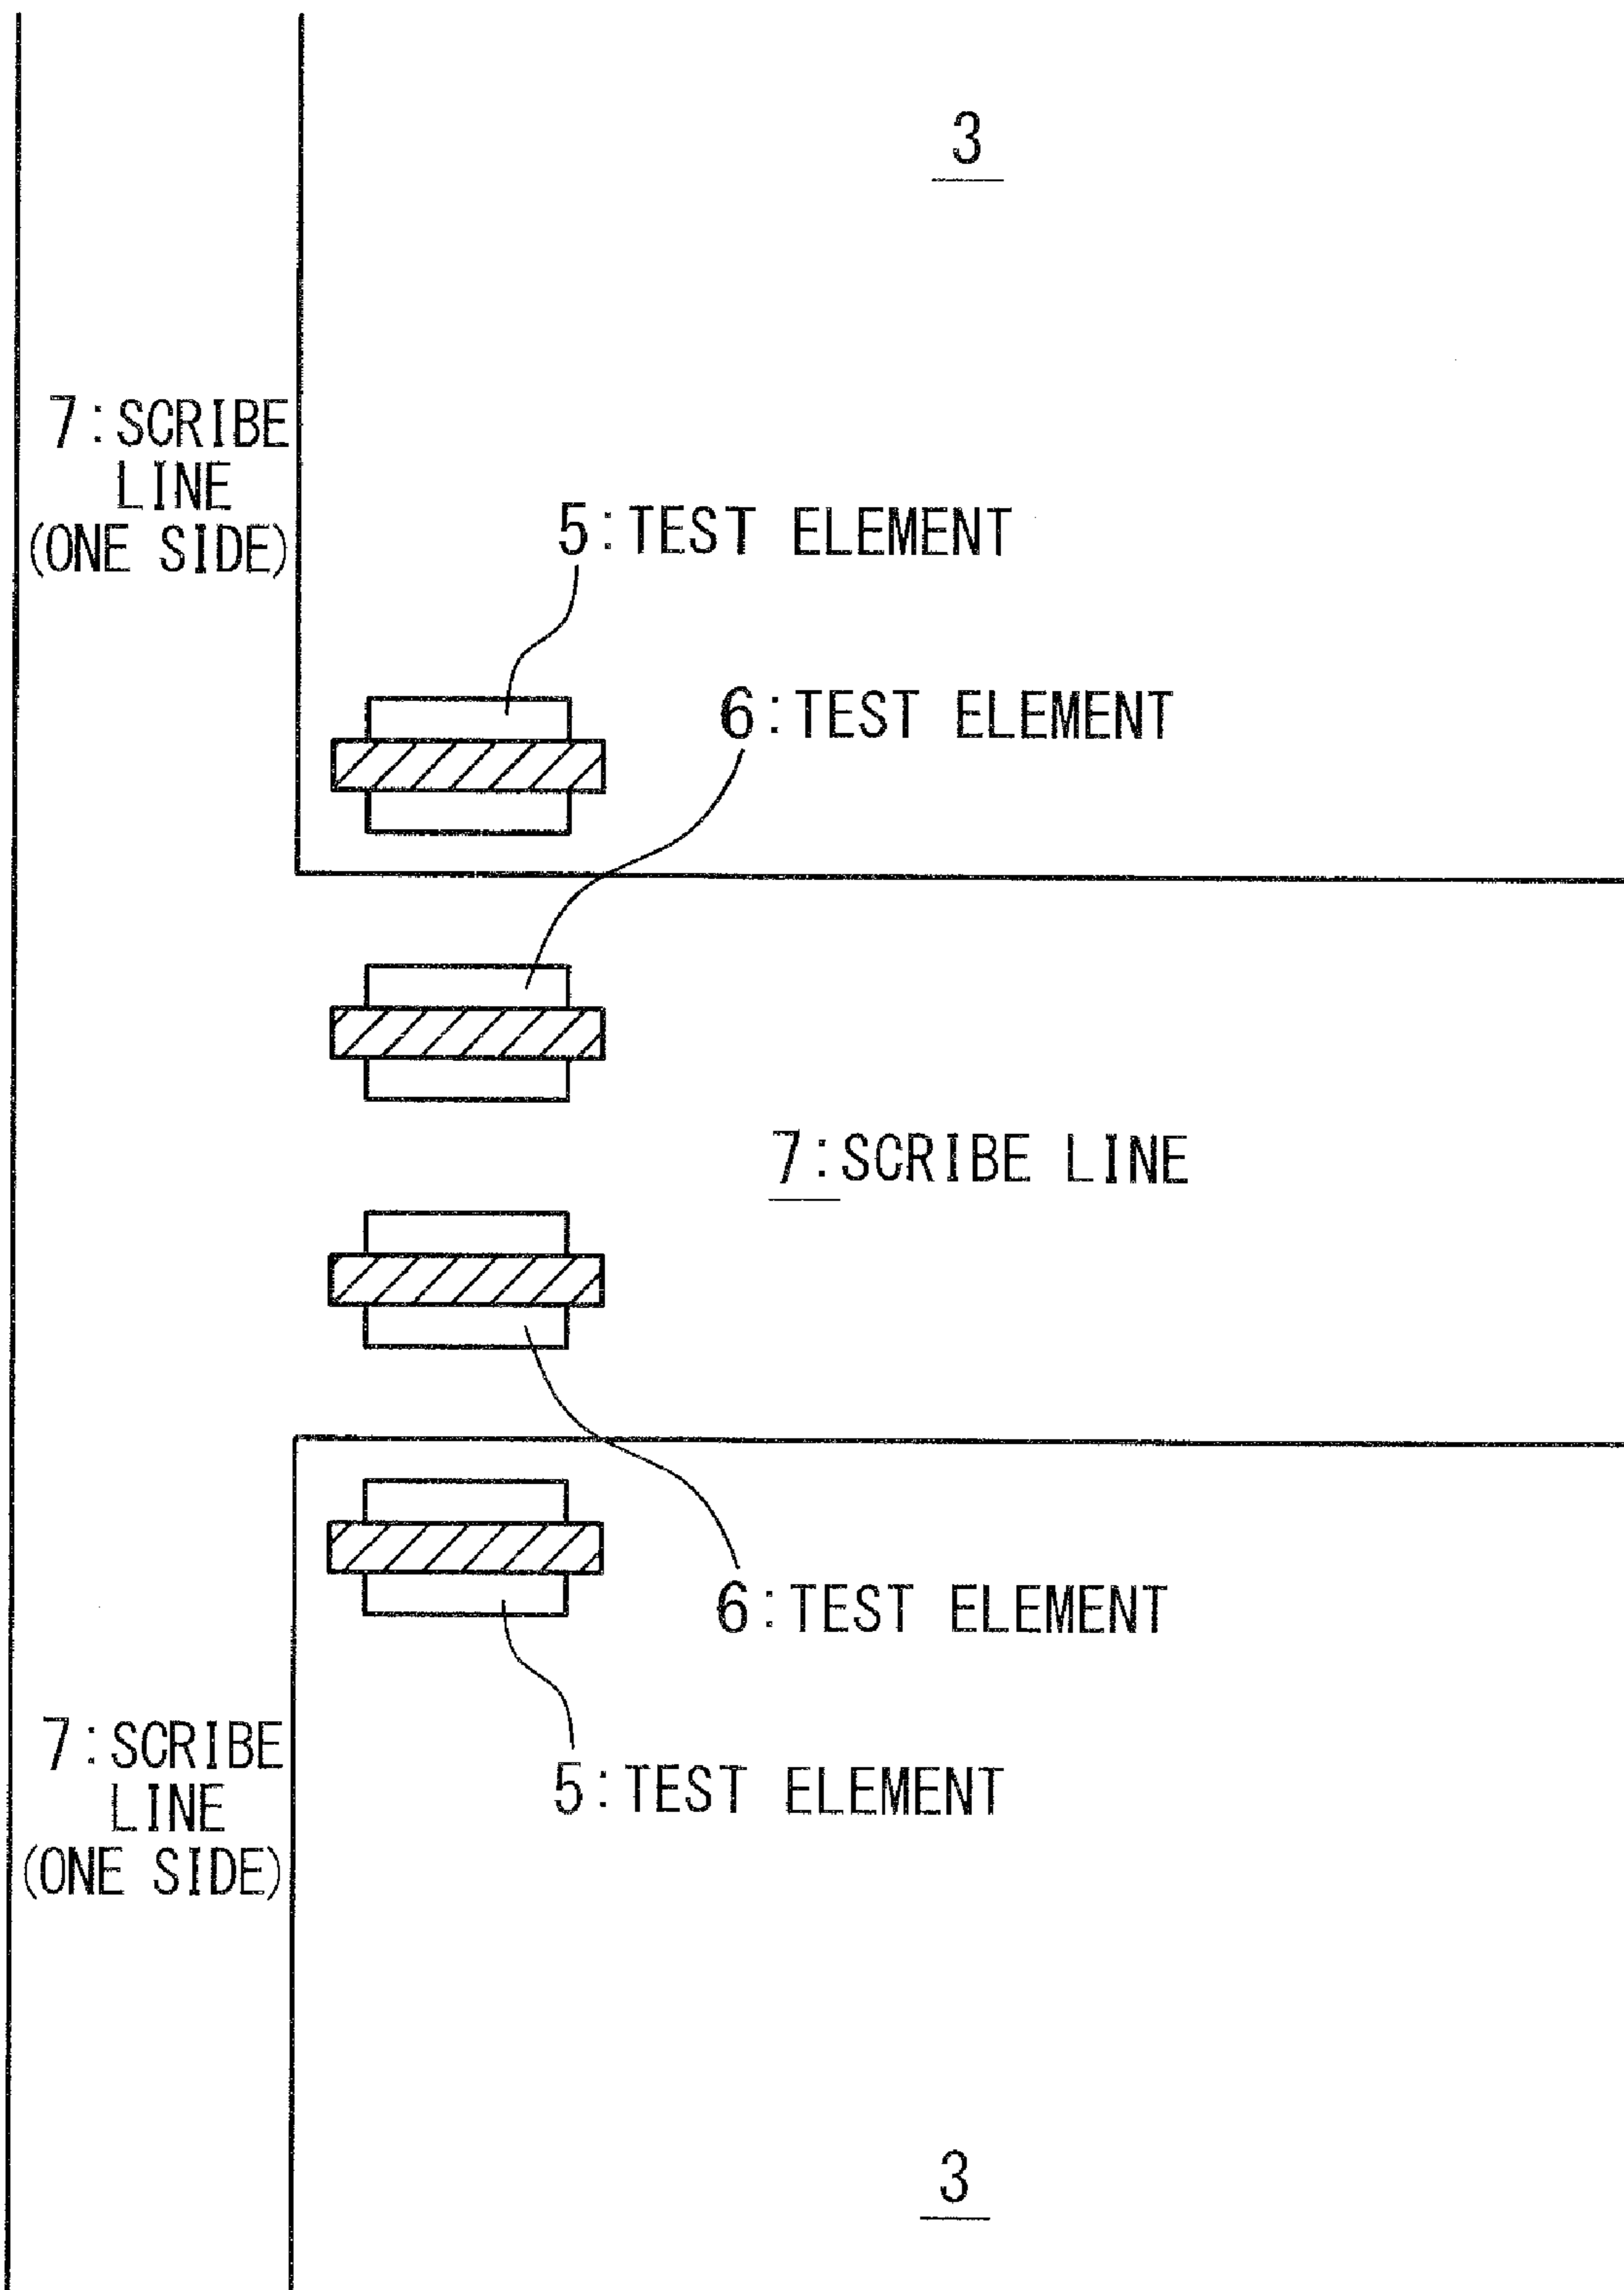 3
7:SCRIBE
LINE
(ONE SIDE)
5:TEST ELEMENT
6:TEST ELEMENT
7:SCRIBE LINE
6:TEST ELEMENT
7:SCRIBE
LINE
(ONE SIDE)
5:TEST ELEMENT
3